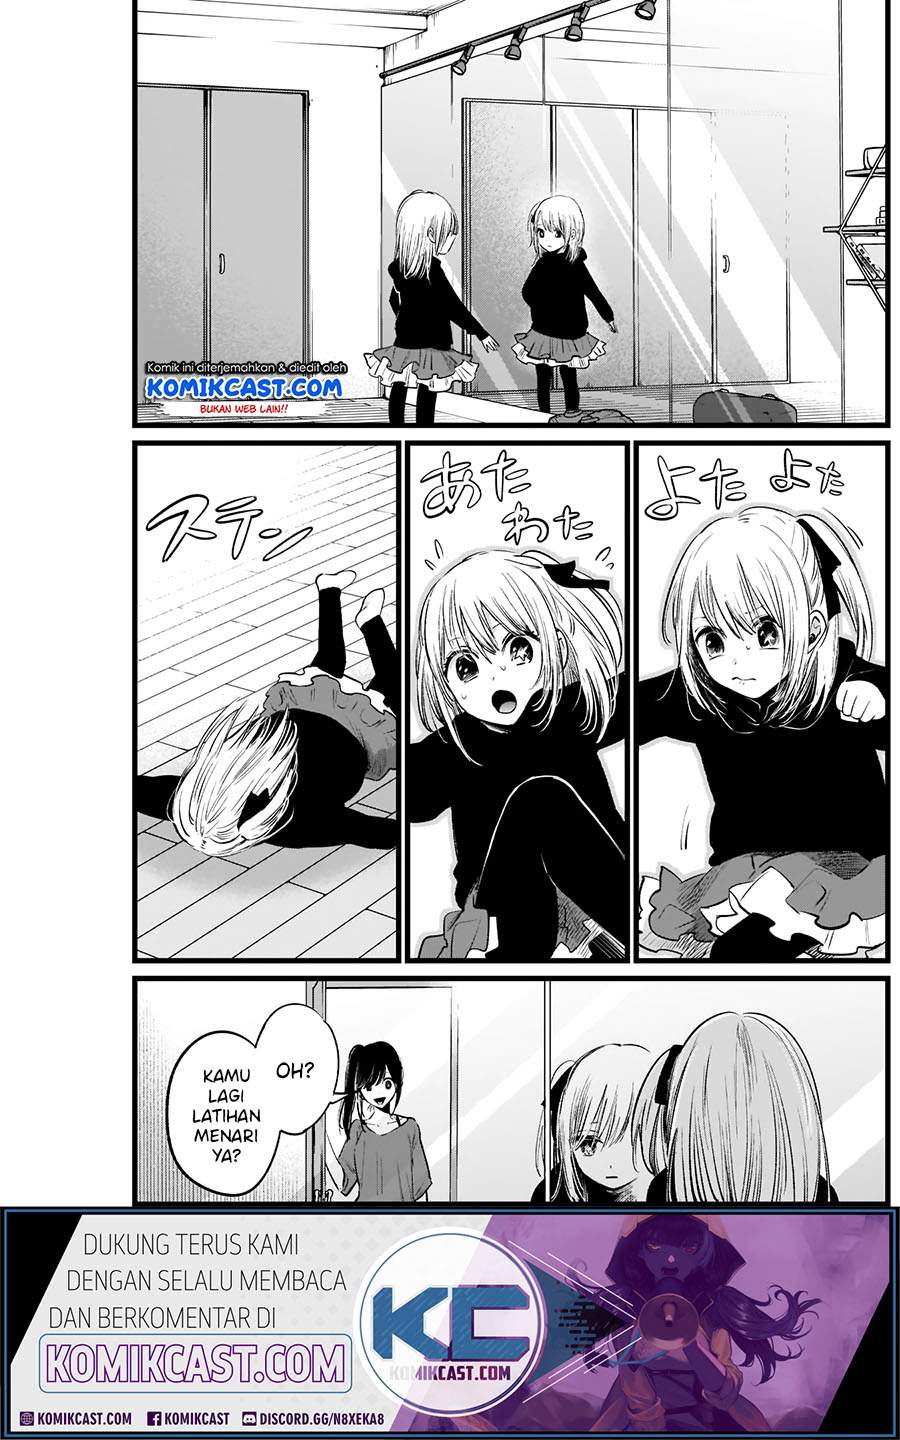 Komik ini diterjemahkan & diedit oleh
KOMIKCAST.COM
BUKAN WEB LAIN!!
よた よた
あた
わた
ステン
OH?
KAMU
LAGI
LATIHAN
MENARI
YA?
DUKUNG TERUS KAMI
DENGAN SELALU MEMBACA
DAN BERKOMENTAR DI
KOMIKCAST.COM
KC
KOMIKCAST.COM
KOMIKCAST.COM
KOMIKCAST
DISCORD.GG/N8XEKA8